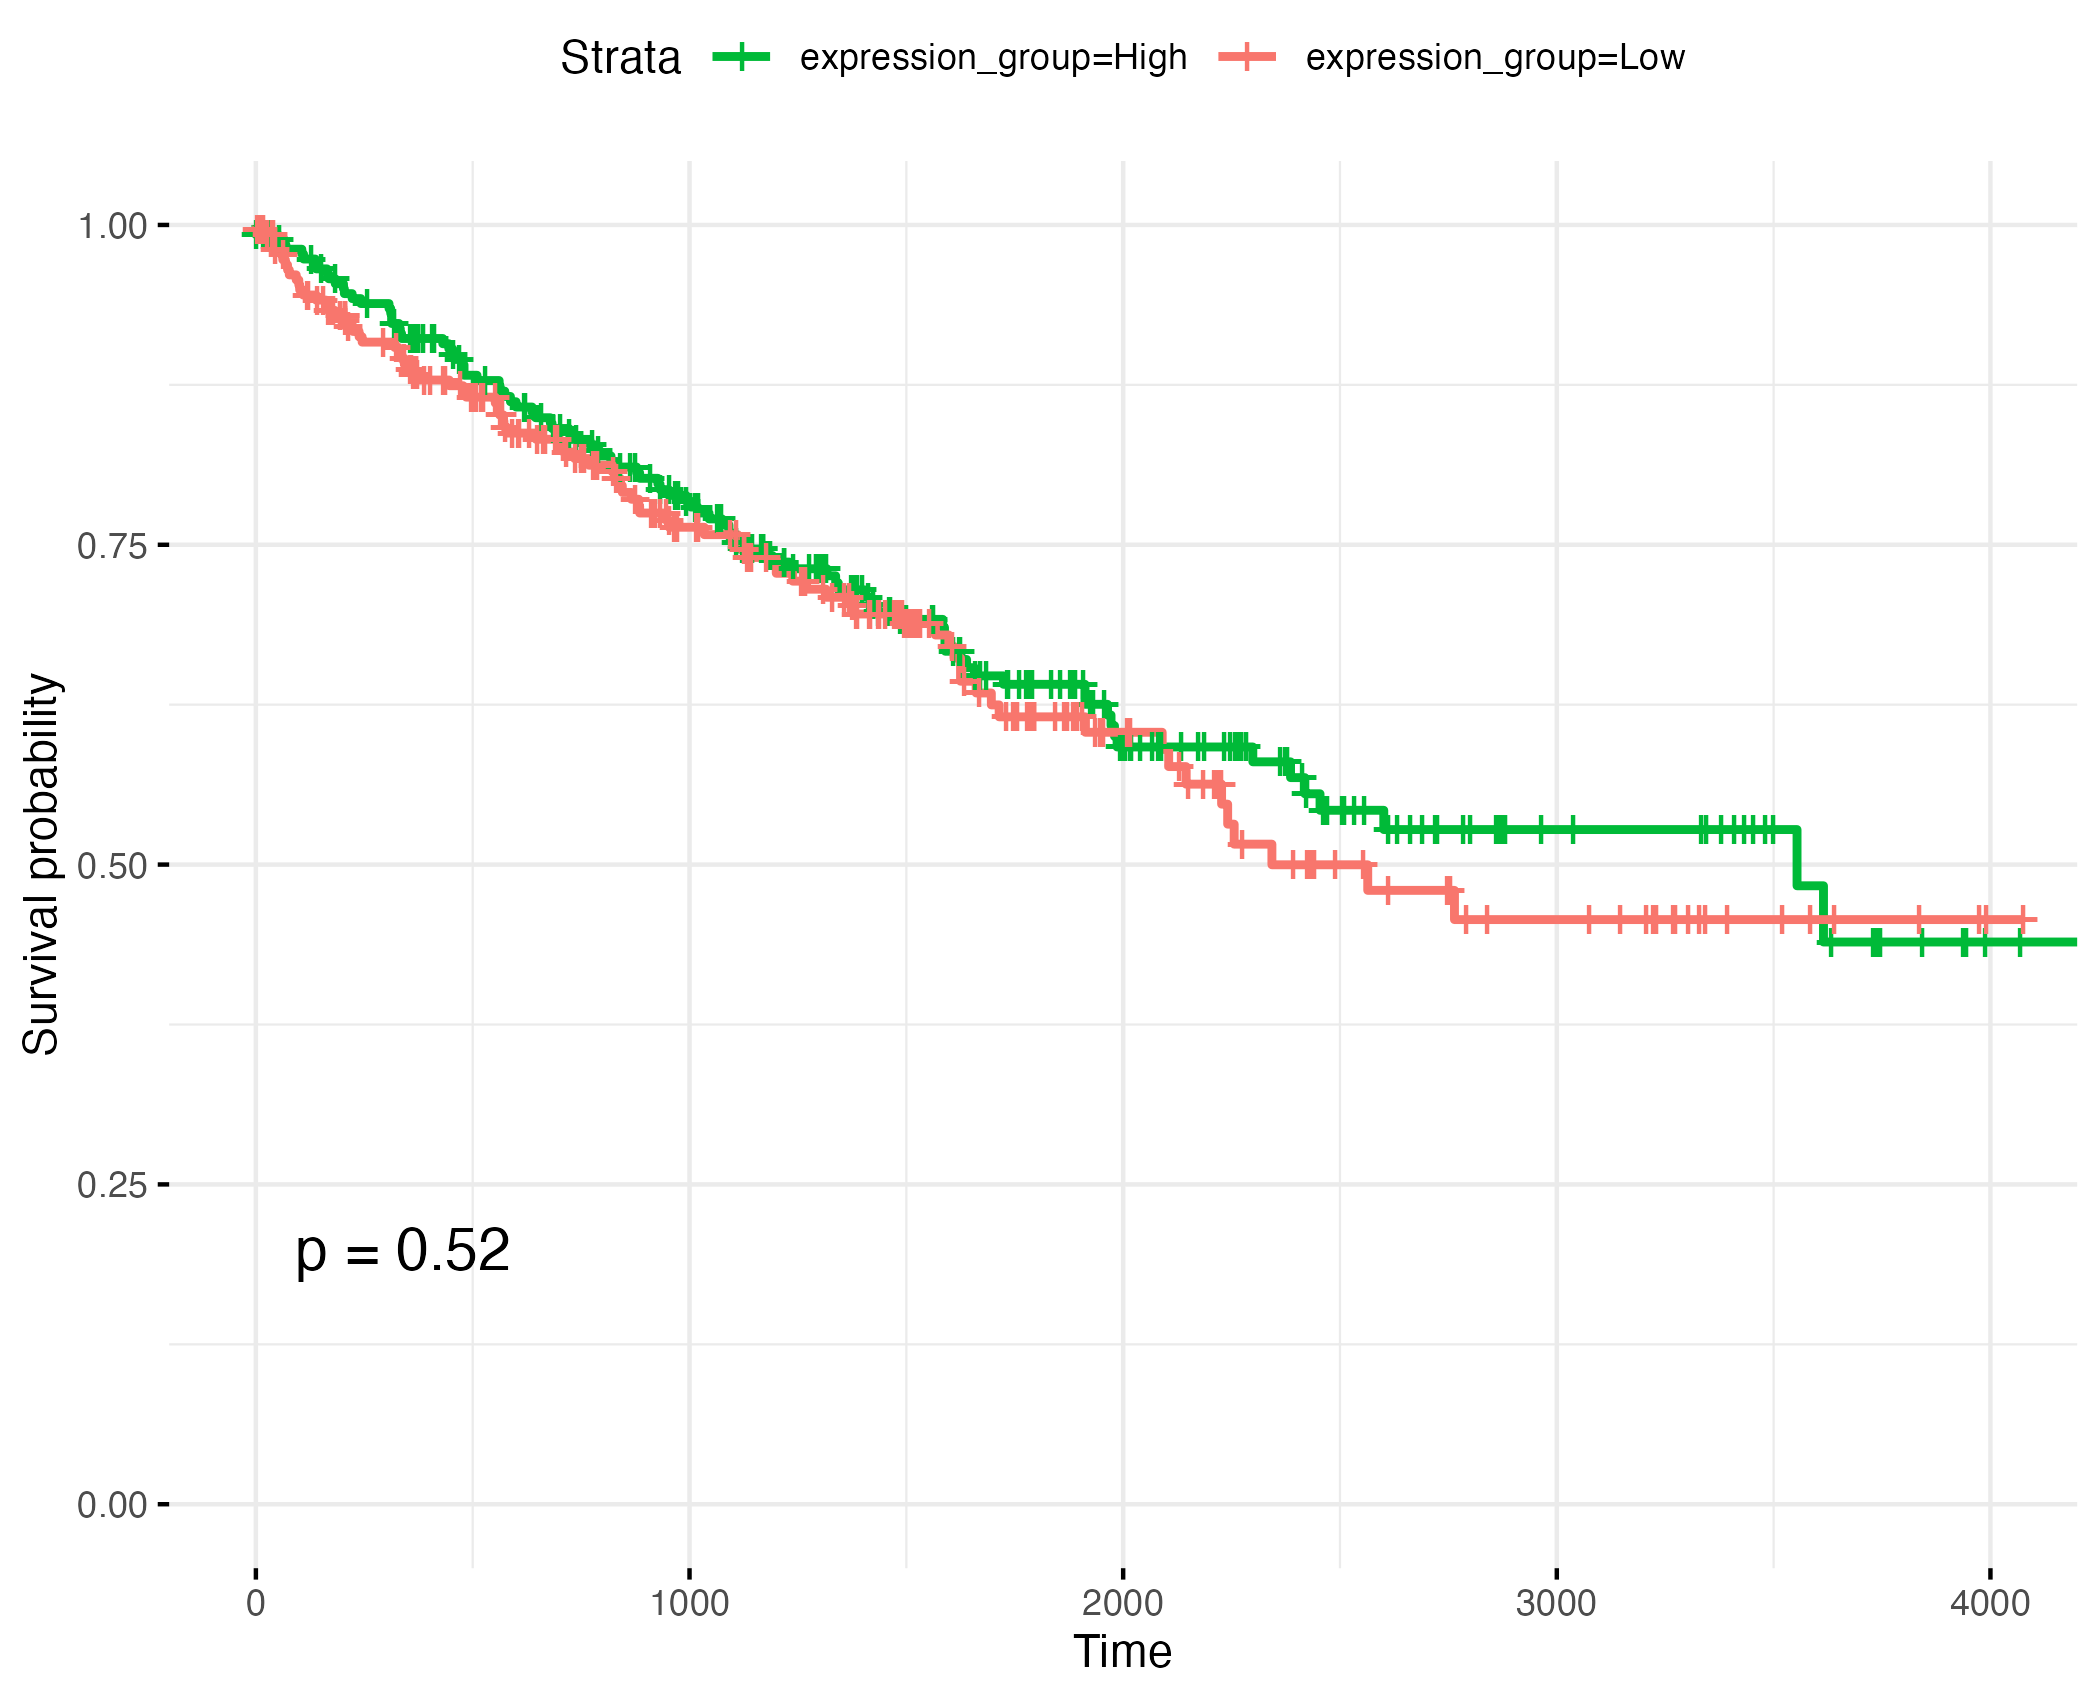 Strata expression_group=High expression_group=Low
1.00
0.75
0.50
0.25
0.00
Survival probability
p = 0.52
0 1000 2000 3000 4000
Time